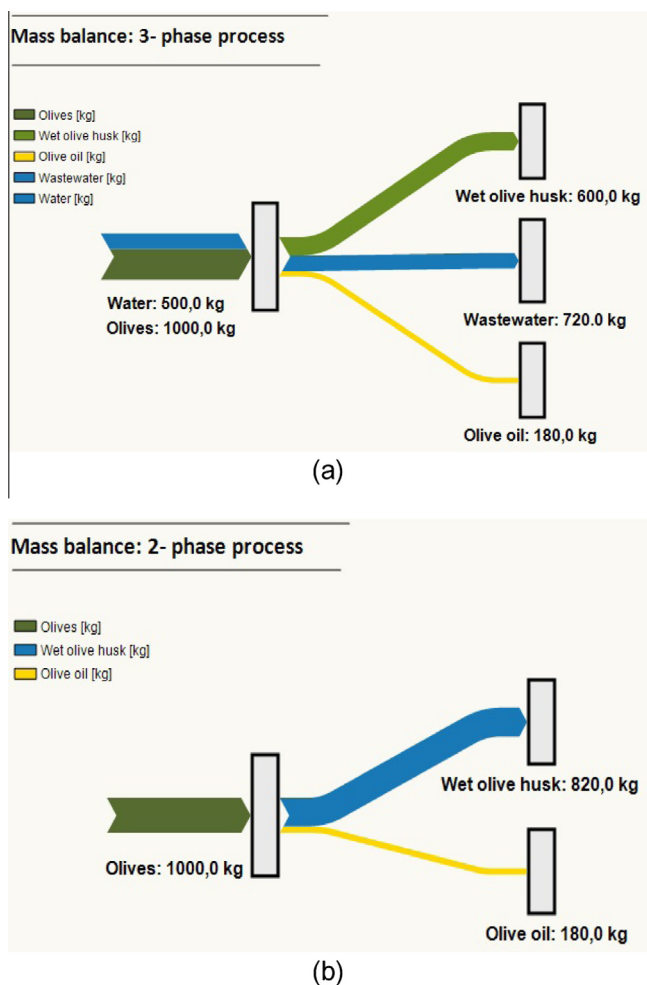 Mass balance: 3- phase process
Olives [kg]
Wet olive husk [kg]
Olive oil [kg]
Wastewater [kg]
Water [kg]
Wet olive husk: 600,0 kg
Water: 500,0 kg
Olives: 1000,0 kg
Wastewater: 720.0 kg
Olive oil: 180,0 kg
(a)
Mass balance: 2- phase process
Olives [kg]
Wet olive husk [kg]
Olive oil [kg]
Wet olive husk: 820,0 kg
Olives: 1000,0 kg
Olive oil: 180,0 kg
(b)